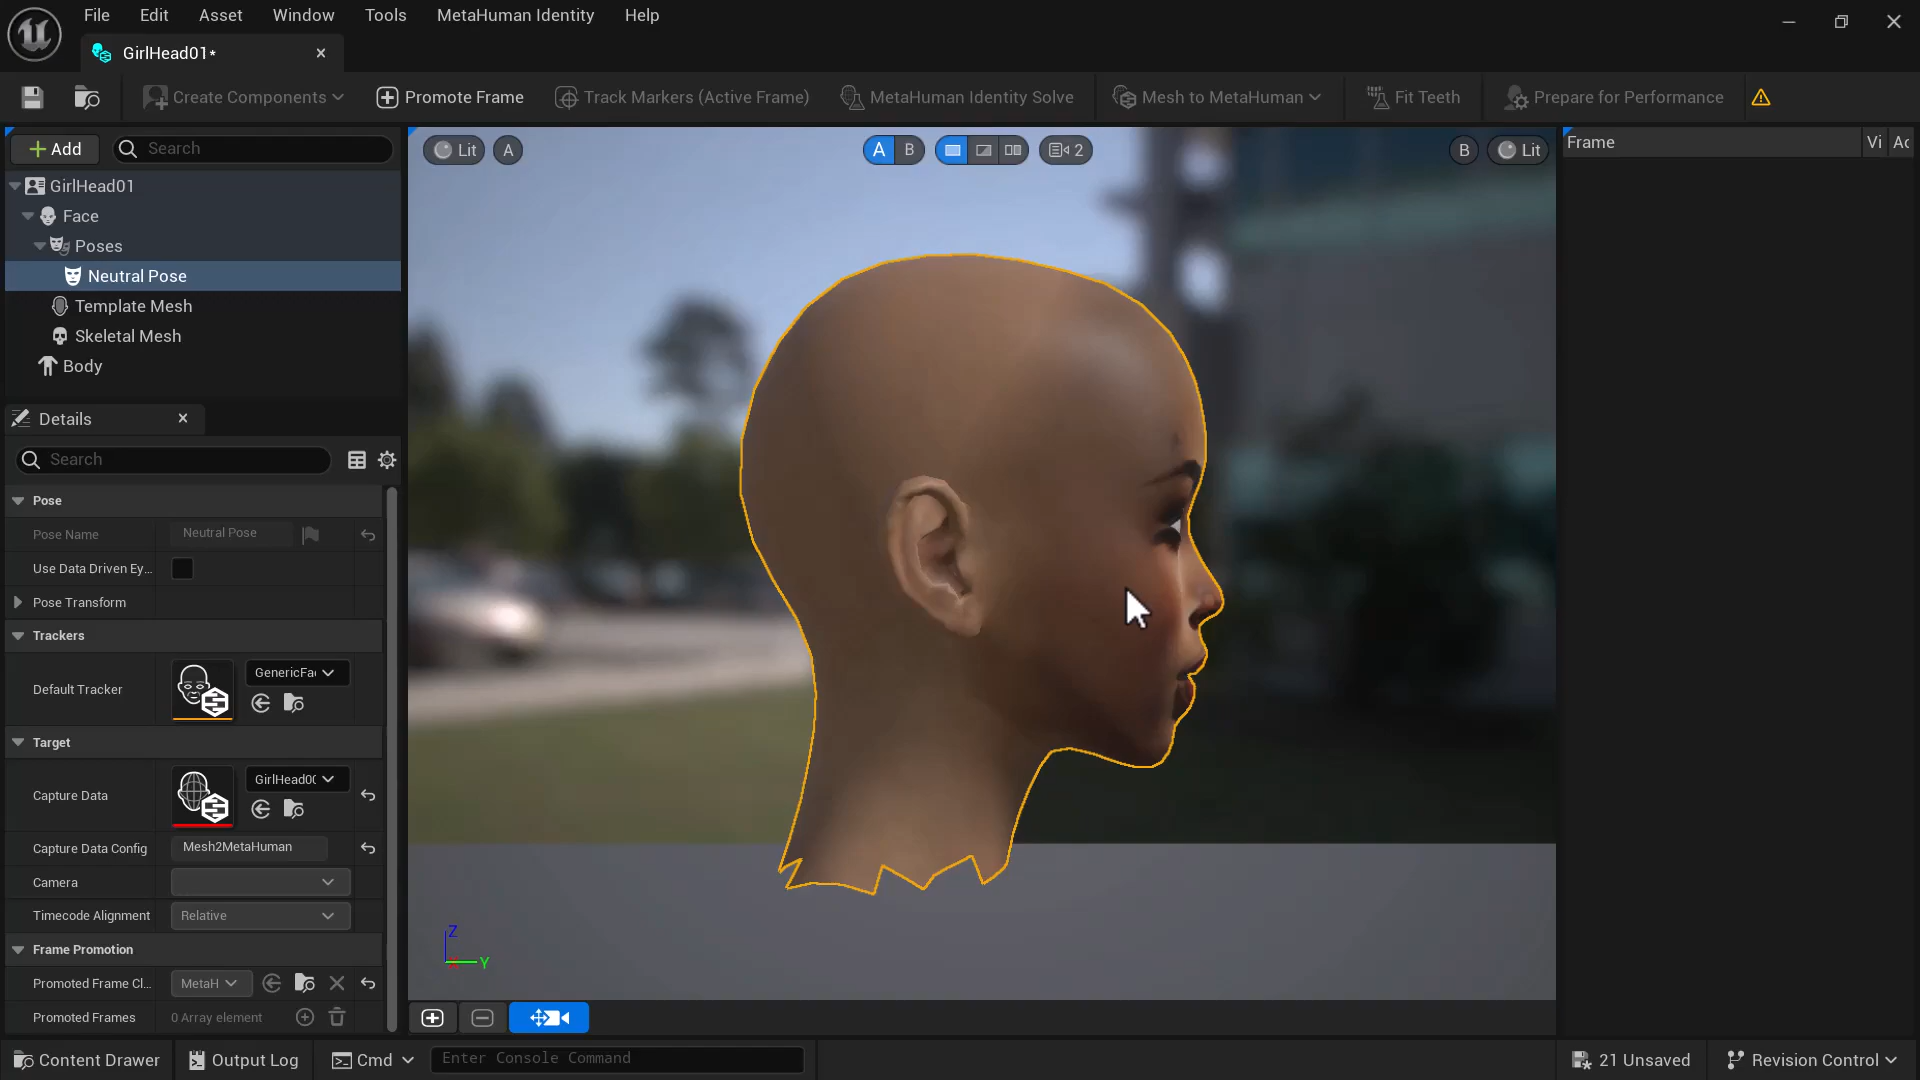 File Edit Asset Window Tools MetaHuman Identity Help
GirlHead01*
Create Components Promote Frame Track Markers (Active Frame) MetaHuman Identity Solve Mesh to MetaHuman Fit Teeth Prepare for Performance
Add Search
Lit A A B 2 B Lit
Frame Vi Ac
GirlHead01
Face
Poses
Neutral Pose
Template Mesh
Skeletal Mesh
Body
Details
Search
Pose
Pose Name Neutral Pose
Use Data Driven Ey...
Pose Transform
Trackers
Default Tracker GenericFa
Target
Capture Data GirlHead0
Capture Data Config Mesh2MetaHuman
Camera
Timecode Alignment Relative
Frame Promotion
Promoted Frame Cl... MetaH
Promoted Frames 0 Array element
Z
X Y
Content Drawer Output Log Cmd Enter Console Command 21 Unsaved Revision Control